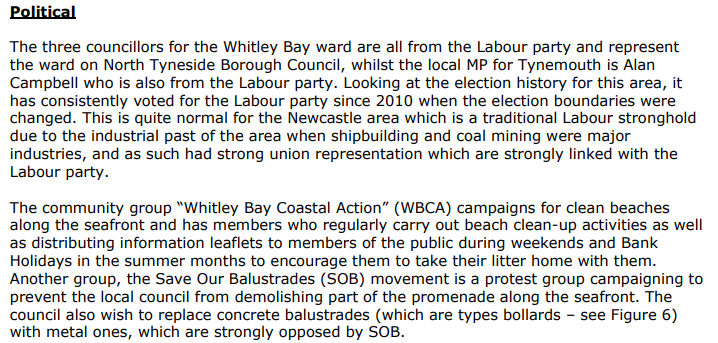 Political
The three councillors for the Whitley Bay ward are all from the Labour party and represent
the ward on North Tyneside Borough Council, whilst the local MP for Tynemouth is Alan
Campbell who is also from the Labour party. Looking at the election history for this area, it
has consistently voted for the Labour party since 2010 when the election boundaries were
changed. This is quite normal for the Newcastle area which is a traditional Labour stronghold
due to the industrial past of the area when shipbuilding and coal mining were major
industries, and as such had strong union representation which are strongly linked with the
Labour party.
The community group “Whitley Bay Coastal Action” (WBCA) campaigns for clean beaches
along the seafront and has members who regularly carry out beach clean-up activities as well
as distributing information leaflets to members of the public during weekends and Bank
Holidays in the summer months to encourage them to take their litter home with them.
Another group, the Save Our Balustrades (SOB) movement is a protest group campaigning to
prevent the local council from demolishing part of the promenade along the seafront. The
council also wish to replace concrete balustrades (which are types bollards – see Figure 6)
with metal ones, which are strongly opposed by SOB.